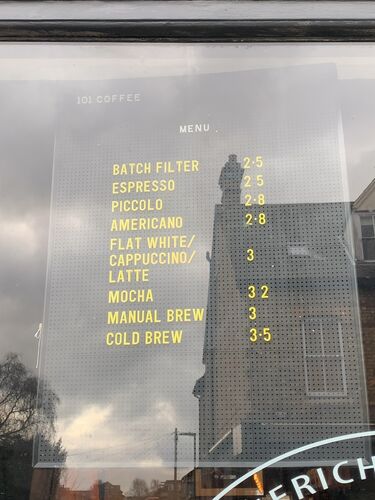 101 COFFEE
MENU
BATCH FILTER 2·5
ESPRESSO 2 5
PICCOLO 2·8
AMERICANO 2·8
FLAT WHITE/
CAPPUCCINO/ 3
LATTE
MOCHA 3 2
MANUAL BREW 3
COLD BREW 3·5
ERICH